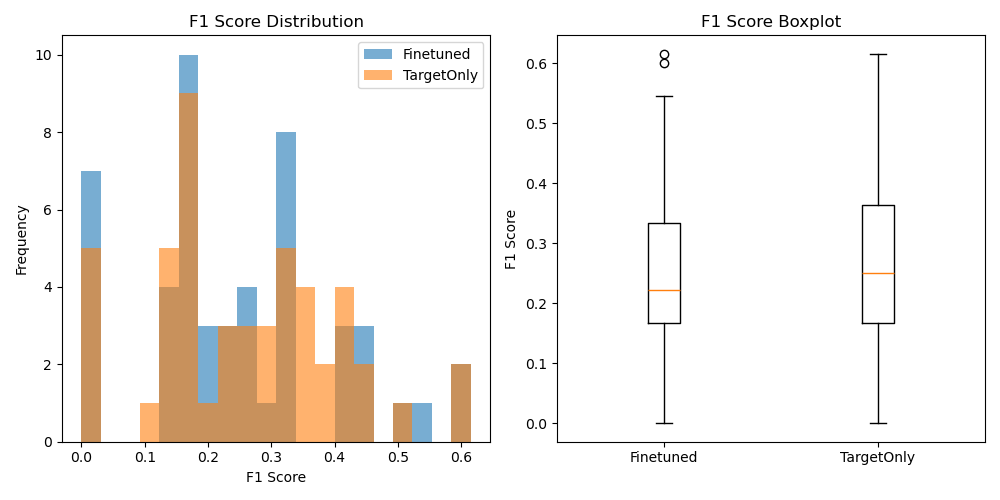 F1 Score Distribution
Finetuned
TargetOnly
10
8
6
4
2
0
Frequency
0.0 0.1 0.2 0.3 0.4 0.5 0.6
F1 Score
F1 Score Boxplot
0.6
0.5
0.4
0.3
0.2
0.1
0.0
F1 Score
Finetuned TargetOnly